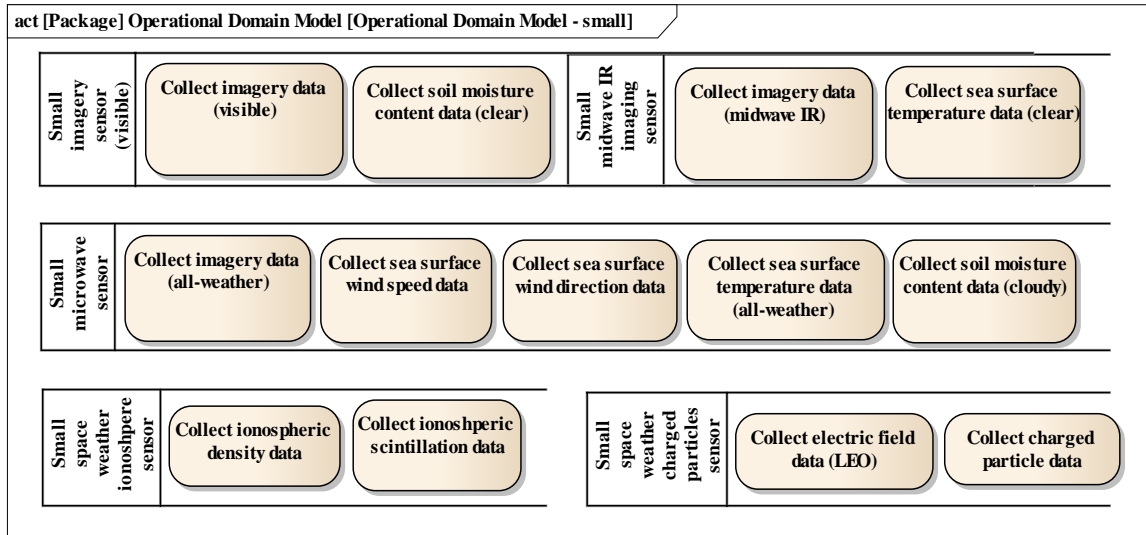 act [Package] Operational Domain Model [Operational Domain Model - small]
Small
imagery
sensor
(visible)
Collect imagery data
(visible)
Collect soil moisture
content data (clear)
Small
midwave IR
imaging
sensor
Collect imagery data
(midwave IR)
Collect sea surface
temperature data (clear)
Small
microwave
sensor
Collect imagery data
(all-weather)
Collect sea surface
wind speed data
Collect sea surface
wind direction data
Collect sea surface
temperature data
(all-weather)
Collect soil moisture
content data (cloudy)
Small
space
weather
ionoshpere
sensor
Collect ionospheric
density data
Collect ionoshperic
scintillation data
Small
space
weather
charged
particles
sensor
Collect electric field
data (LEO)
Collect charged
particle data